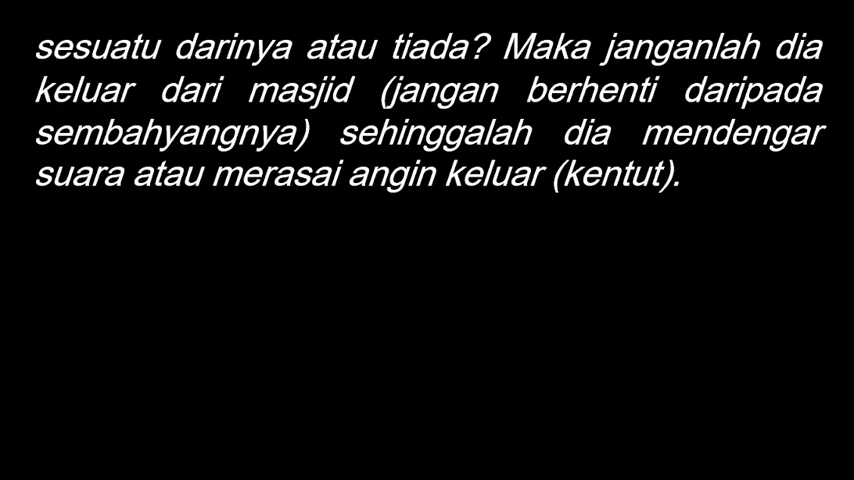 sesuatu darinya atau tiada? Maka janganlah dia
keluar dari masjid (jangan berhenti daripada
sembahyangnya) sehinggalah dia mendengar
suara atau merasai angin keluar (kentut).